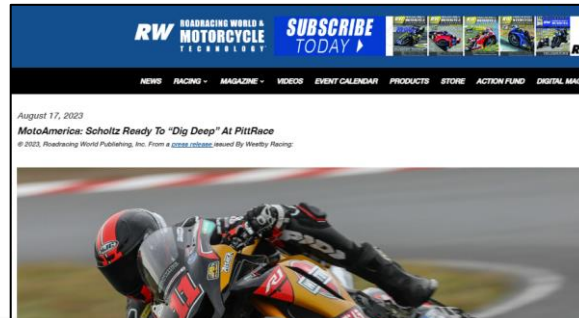 RW ROADRACING WORLD &
MOTORCYCLE
TECHNOLOGY
SUBSCRIBE
TODAY
NEWS RACING MAGAZINE VIDEOS EVENT CALENDAR PRODUCTS STORE ACTION FUND DIGITAL MAG
August 17, 2023
MotoAmerica: Scholtz Ready To “Dig Deep” At PittRace
© 2023, Roadracing World Publishing, Inc. From a press release issued By Westby Racing:
11
R1